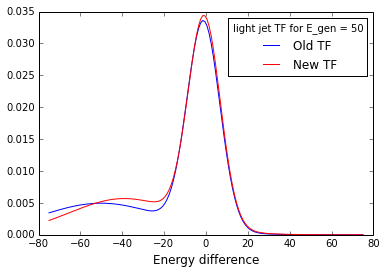 0.035
0.030
0.025
0.020
0.015
0.010
0.005
0.000
light jet TF for E_gen = 50
Old TF
New TF
−80 −60 −40 −20 0 20 40 60 80
Energy difference